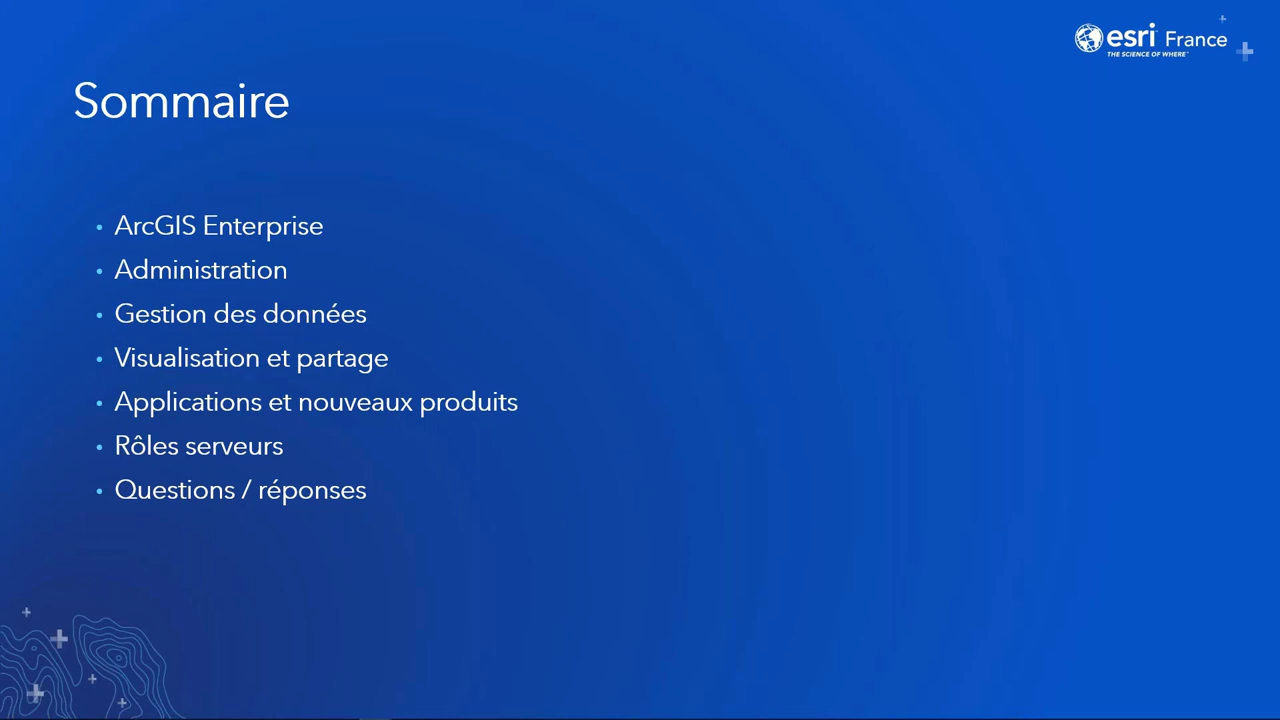 esri France
THE SCIENCE OF WHERE™
Sommaire
• ArcGIS Enterprise
• Administration
• Gestion des données
• Visualisation et partage
• Applications et nouveaux produits
• Rôles serveurs
• Questions / réponses